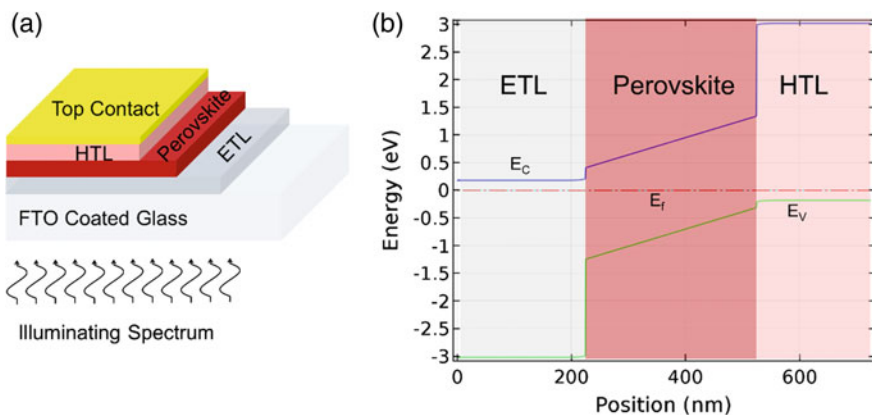 (a)
Top Contact
HTL
Perovskite
ETL
FTO Coated Glass
Illuminating Spectrum
(b)
3
2.5
2
1.5
1
0.5
0
-0.5
-1
-1.5
-2
-2.5
-3
Energy (eV)
ETL
Perovskite
HTL
E_C
E_f
E_V
0
200
400
600
Position (nm)